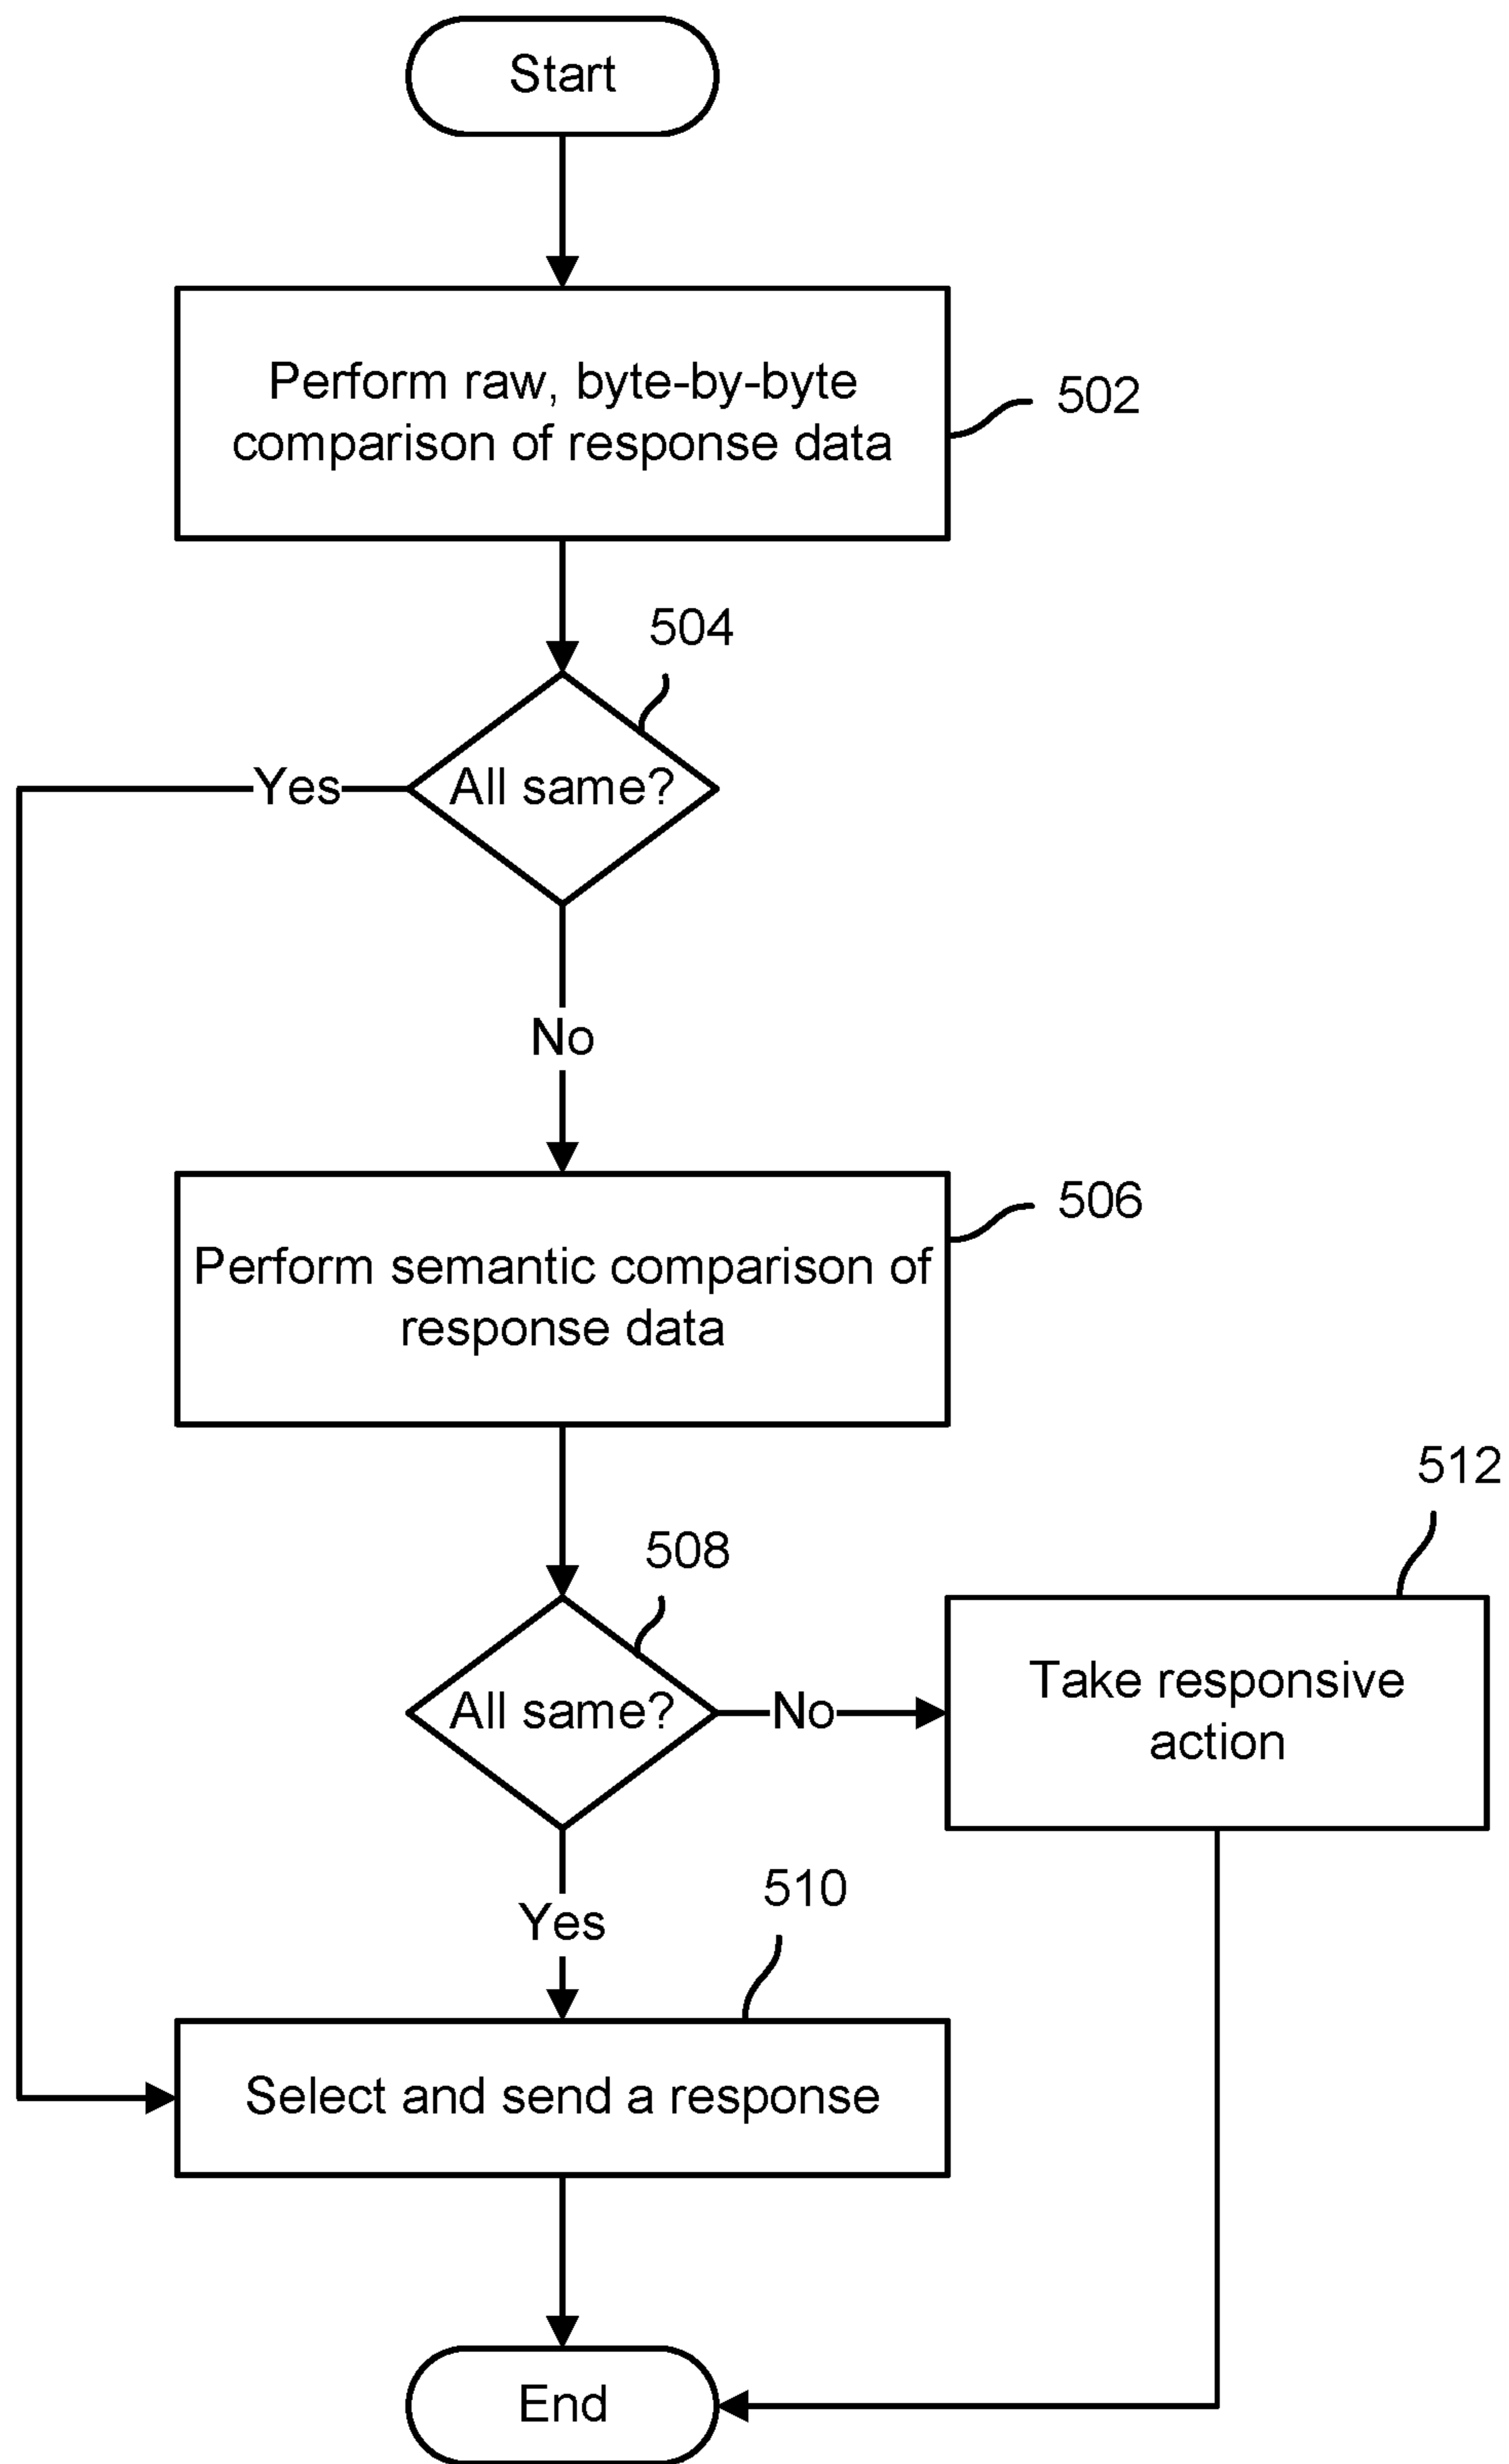 Start
Perform raw, byte-by-byte
comparison of response data
502
504
All same?
Yes
No
Perform semantic comparison of
response data
506
508
All same?
No
512
Take responsive
action
Yes
510
Select and send a response
End